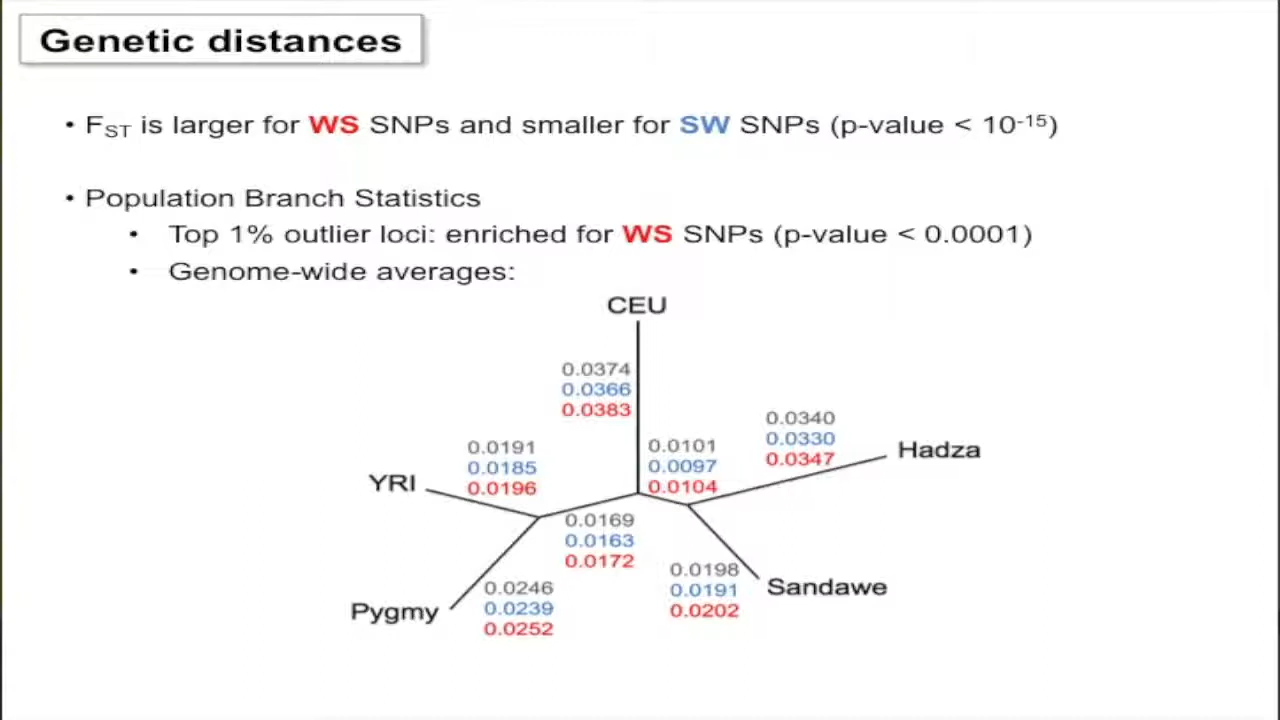 Genetic distances
• FST is larger for WS SNPs and smaller for SW SNPs (p-value < 10-15)
• Population Branch Statistics
• Top 1% outlier loci: enriched for WS SNPs (p-value < 0.0001)
• Genome-wide averages:
CEU
0.0374
0.0366
0.0383
0.0340
0.0330
0.0347
Hadza
0.0191
0.0185
0.0196
YRI
0.0101
0.0097
0.0104
0.0169
0.0163
0.0172
0.0198
0.0191
0.0202
Sandawe
0.0246
0.0239
0.0252
Pygmy